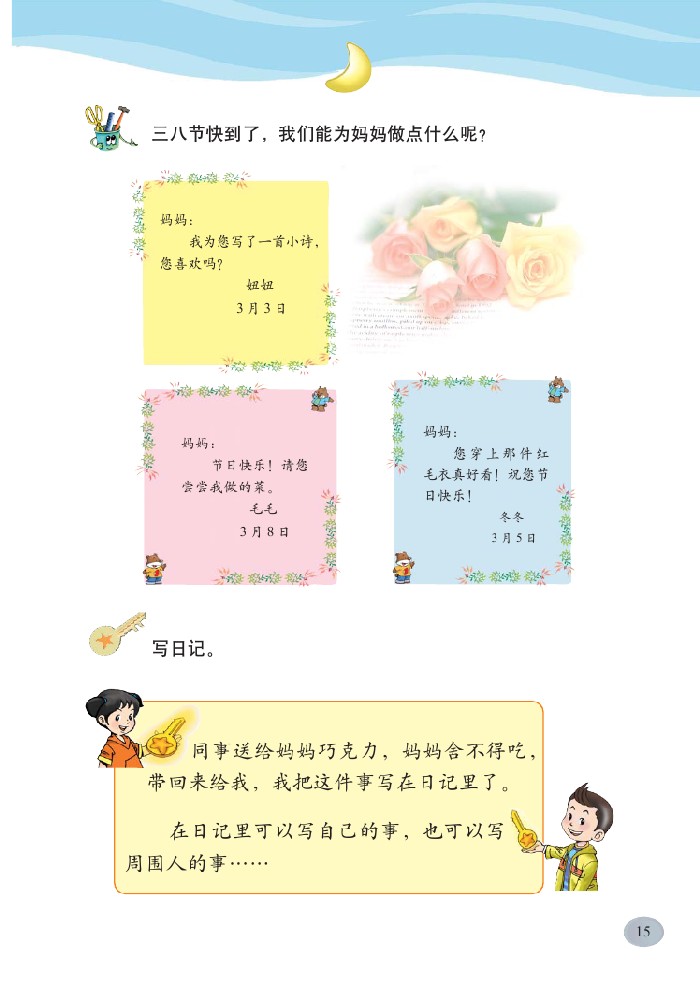 三八节快到了，我们能为妈妈做点什么呢？
妈妈：
我为您写了一首小诗，
您喜欢吗？
妞妞
3月3日
妈妈：
节日快乐！请您
尝尝我做的菜。
毛毛
3月8日
妈妈：
您穿上那件红
毛衣真好看！祝您节
日快乐！
冬冬
3月5日
写日记。
同事送给妈妈巧克力，妈妈舍不得吃，
带回来给我，我把这件事写在日记里了。
在日记里可以写自己的事，也可以写
周围人的事……
15